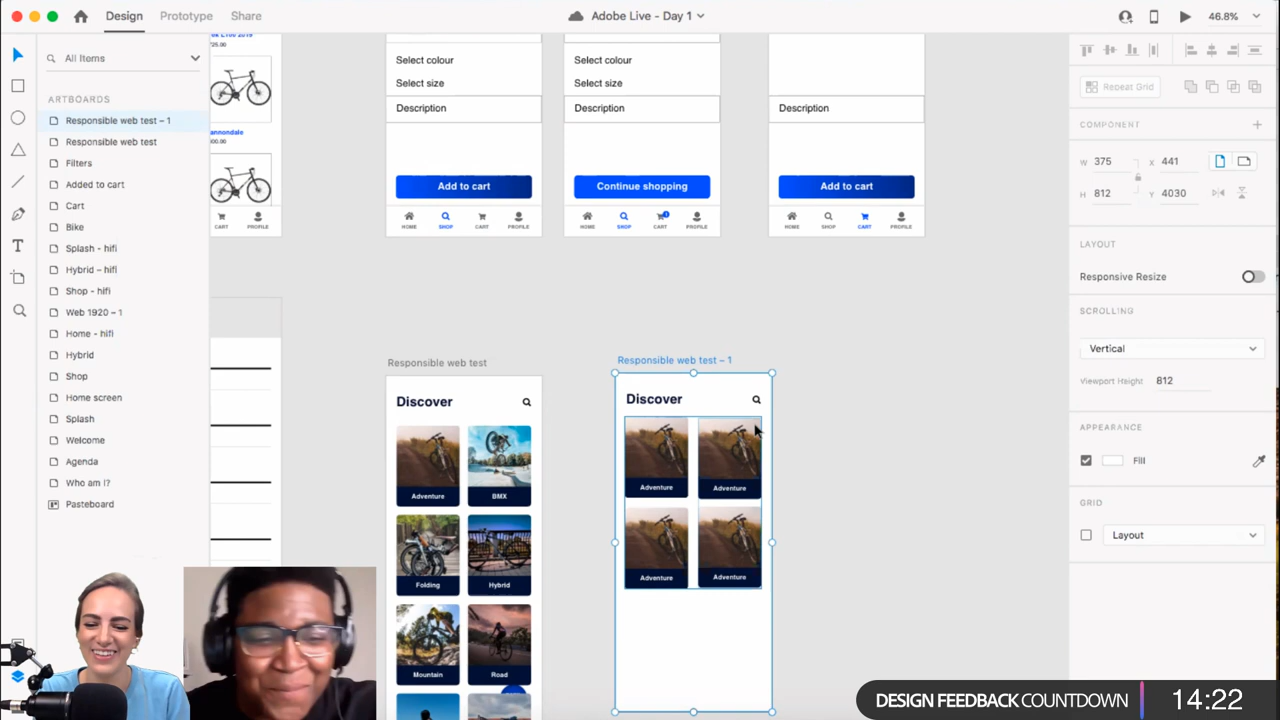 Design
Prototype
Share
Adobe Live - Day 1
46.8%
All Items
ARTBOARDS
Responsible web test – 1
Responsible web test
Filters
Added to cart
Cart
Bike
Splash - hifi
Hybrid – hifi
Shop - hifi
Web 1920 – 1
Home - hifi
Hybrid
Shop
Home screen
Splash
Welcome
Agenda
Who am I?
Pasteboard
CART
PROFILE
Select colour
Select size
Description
Add to cart
HOME
SHOP
CART
PROFILE
Select colour
Select size
Description
Continue shopping
HOME
SHOP
CART
PROFILE
Description
Add to cart
HOME
SHOP
CART
PROFILE
Responsible web test
Discover
Adventure
BMX
Folding
Hybrid
Mountain
Road
Responsible web test – 1
Discover
Adventure
Adventure
Adventure
Adventure
Repeat Grid
COMPONENT
W 375
X 441
H 812
Y 4030
LAYOUT
Responsive Resize
SCROLLING
Vertical
Viewport Height 812
APPEARANCE
Fill
GRID
Layout
DESIGN FEEDBACK COUNTDOWN
14:22